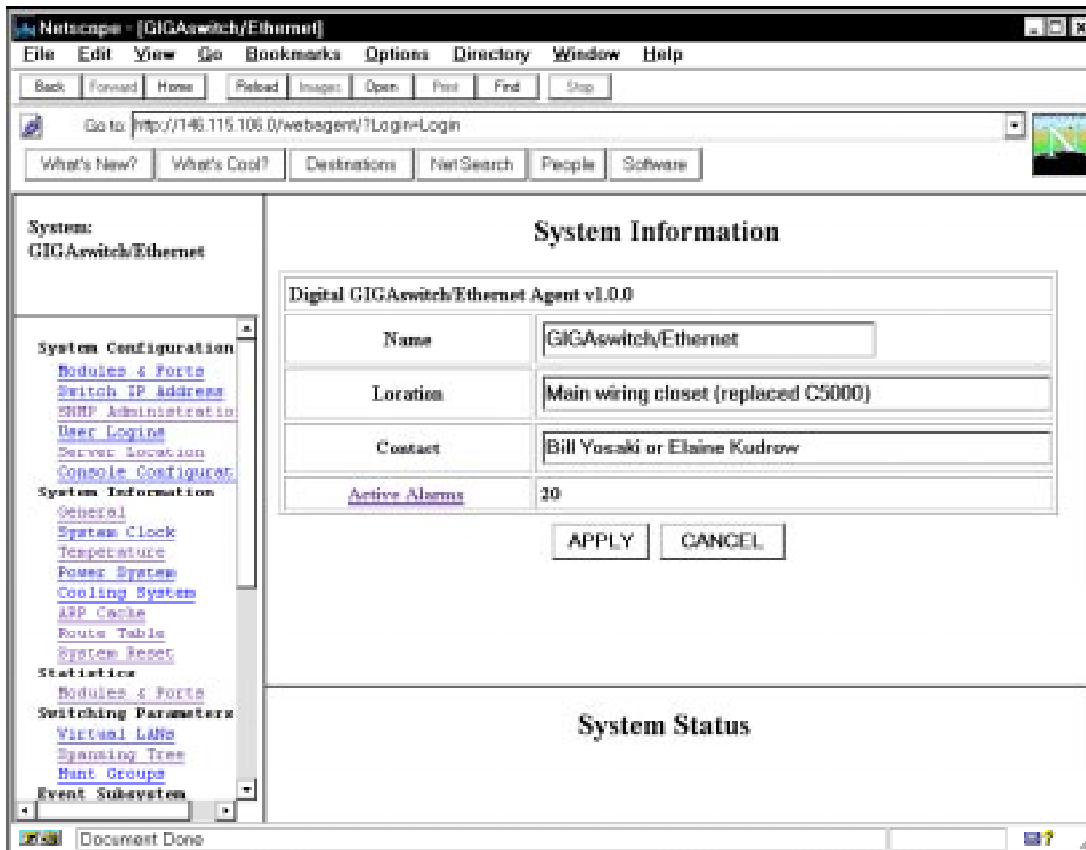 Netscape - [GIGAswitch/Ethernet]
File Edit View Go Bookmarks Options Directory Window Help
Back Forward Home Reload Images Open Print Find Stop
Go to: http://146.115.106.0/webagent/?Login=Login
What's New? What's Cool? Destinations Net Search People Software
System:
GIGAswitch/Ethernet
System Configuration
Modules & Ports
Switch IP Address
SNMP Administratio
User Logins
Server Location
Console Configurat
System Information
General
System Clock
Temperature
Power System
Cooling System
ARP Cache
Route Table
System Reset
Statistics
Modules & Ports
Switching Parameters
Virtual LANs
Spanning Tree
Hunt Groups
Event Subsystem
System Information
Digital GIGAswitch/Ethernet Agent v1.0.0
Name GIGAswitch/Ethernet
Location Main wiring closet (replaced C5000)
Contact Bill Yosaki or Elaine Kudrow
Active Alarms 20
APPLY CANCEL
System Status
Document Done